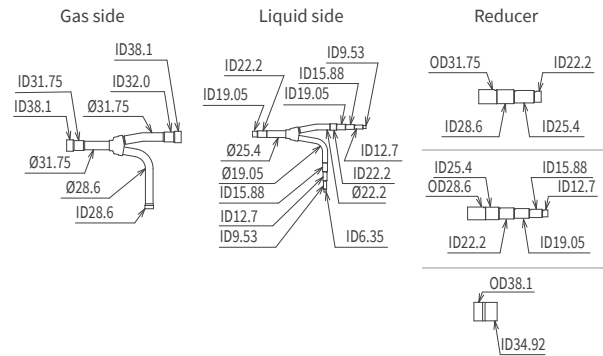 Gas side
ID38.1
ID31.75
ID32.0
ID38.1
Ø31.75
Ø31.75
Ø28.6
ID28.6
Liquid side
ID9.53
ID22.2
ID15.88
ID19.05
ID19.05
Ø25.4
ID12.7
Ø19.05
ID22.2
ID15.88
Ø22.2
ID12.7
ID9.53
ID6.35
Reducer
OD31.75
ID22.2
ID28.6
ID25.4
ID25.4
ID15.88
OD28.6
ID12.7
ID22.2
ID19.05
OD38.1
ID34.92